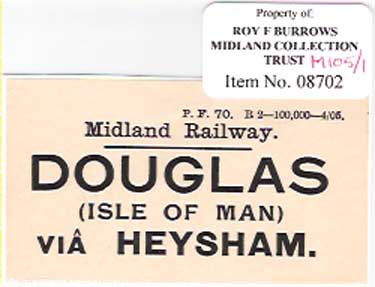 Property of:
ROY F BURROWS
MIDLAND COLLECTION
TRUST M105/1
Item No. 08702
P. F. 70. R 2—100,000—4/05.
Midland Railway.
DOUGLAS
(ISLE OF MAN)
VIÂ HEYSHAM.